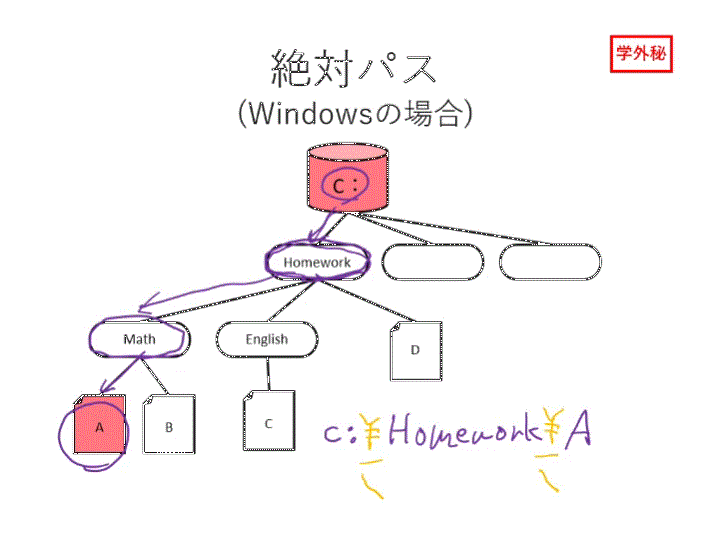 学外秘
絶対パス
(Windowsの場合)
C:
Homework
Math
English
D
A
B
C
c:¥Homework¥A
\ \